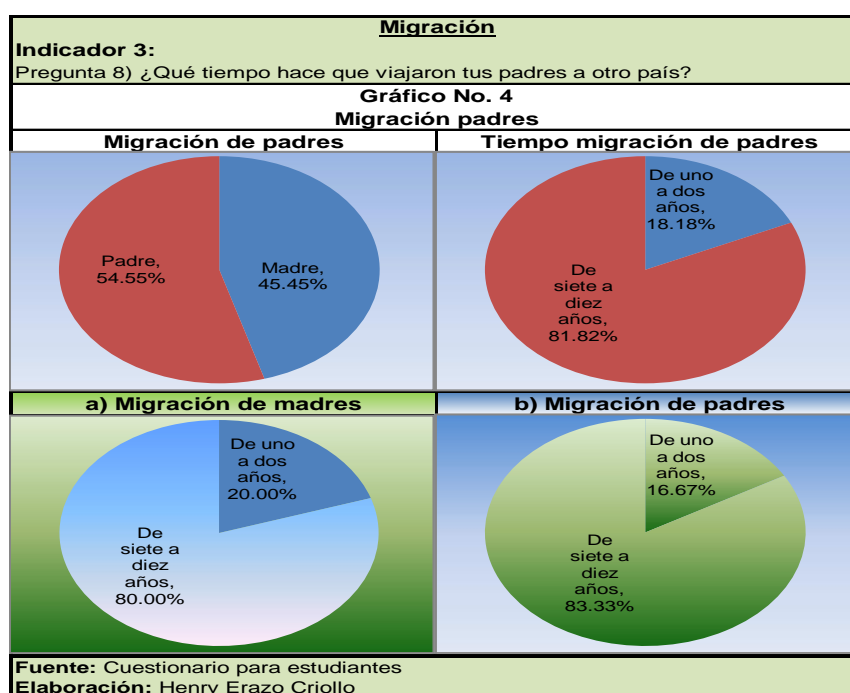 Migración
Indicador 3:
Pregunta 8) ¿Qué tiempo hace que viajaron tus padres a otro país?
Gráfico No. 4
Migración padres
Migración de padres
Tiempo migración de padres
Padre,
54.55%
Madre,
45.45%
De uno
a dos
años,
18.18%
De
siete a
diez
años,
81.82%
a) Migración de madres
b) Migración de padres
De uno
a dos
años,
20.00%
De
siete a
diez
años,
80.00%
De uno
a dos
años,
16.67%
De
siete a
diez
años,
83.33%
Fuente: Cuestionario para estudiantes
Elaboración: Henry Erazo Criollo